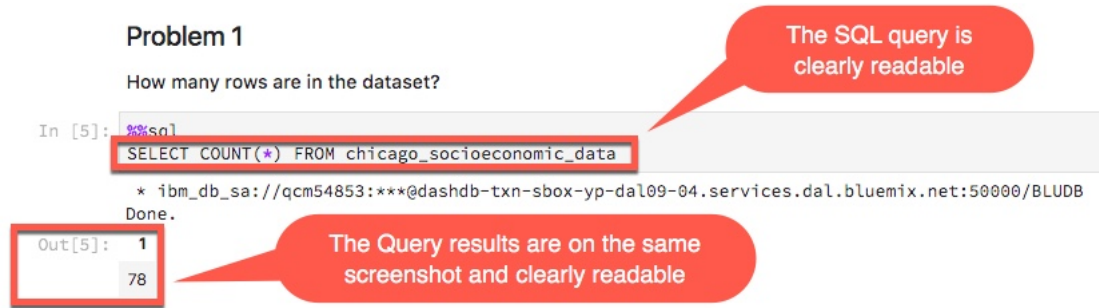 Problem 1
The SQL query is
clearly readable
How many rows are in the dataset?
In [5]: %%sql
SELECT COUNT(*) FROM chicago_socioeconomic_data
* ibm_db_sa://qcm54853:***@dashdb-txn-sbox-yp-dal09-04.services.dal.bluemix.net:50000/BLUDB
Done.
Out[5]: 1
78
The Query results are on the same
screenshot and clearly readable